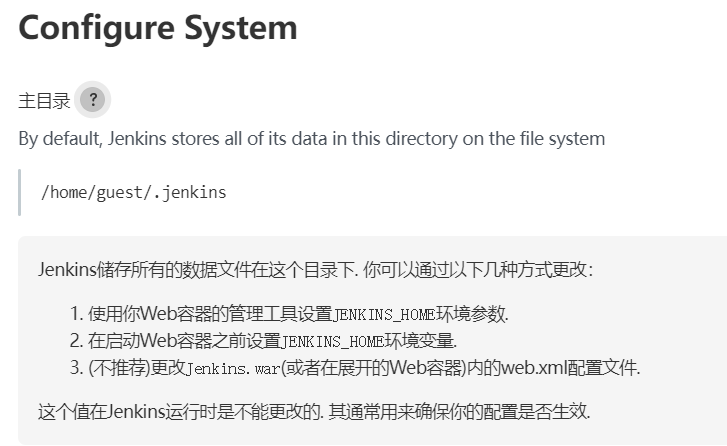 Configure System
主目录 ?
By default, Jenkins stores all of its data in this directory on the file system
/home/guest/.jenkins
Jenkins储存所有的数据文件在这个目录下. 你可以通过以下几种方式更改：
1. 使用你Web容器的管理工具设置JENKINS_HOME环境参数.
2. 在启动Web容器之前设置JENKINS_HOME环境变量.
3. (不推荐)更改Jenkins.war(或者在展开的Web容器)内的web.xml配置文件.
这个值在Jenkins运行时是不能更改的. 其通常用来确保你的配置是否生效.